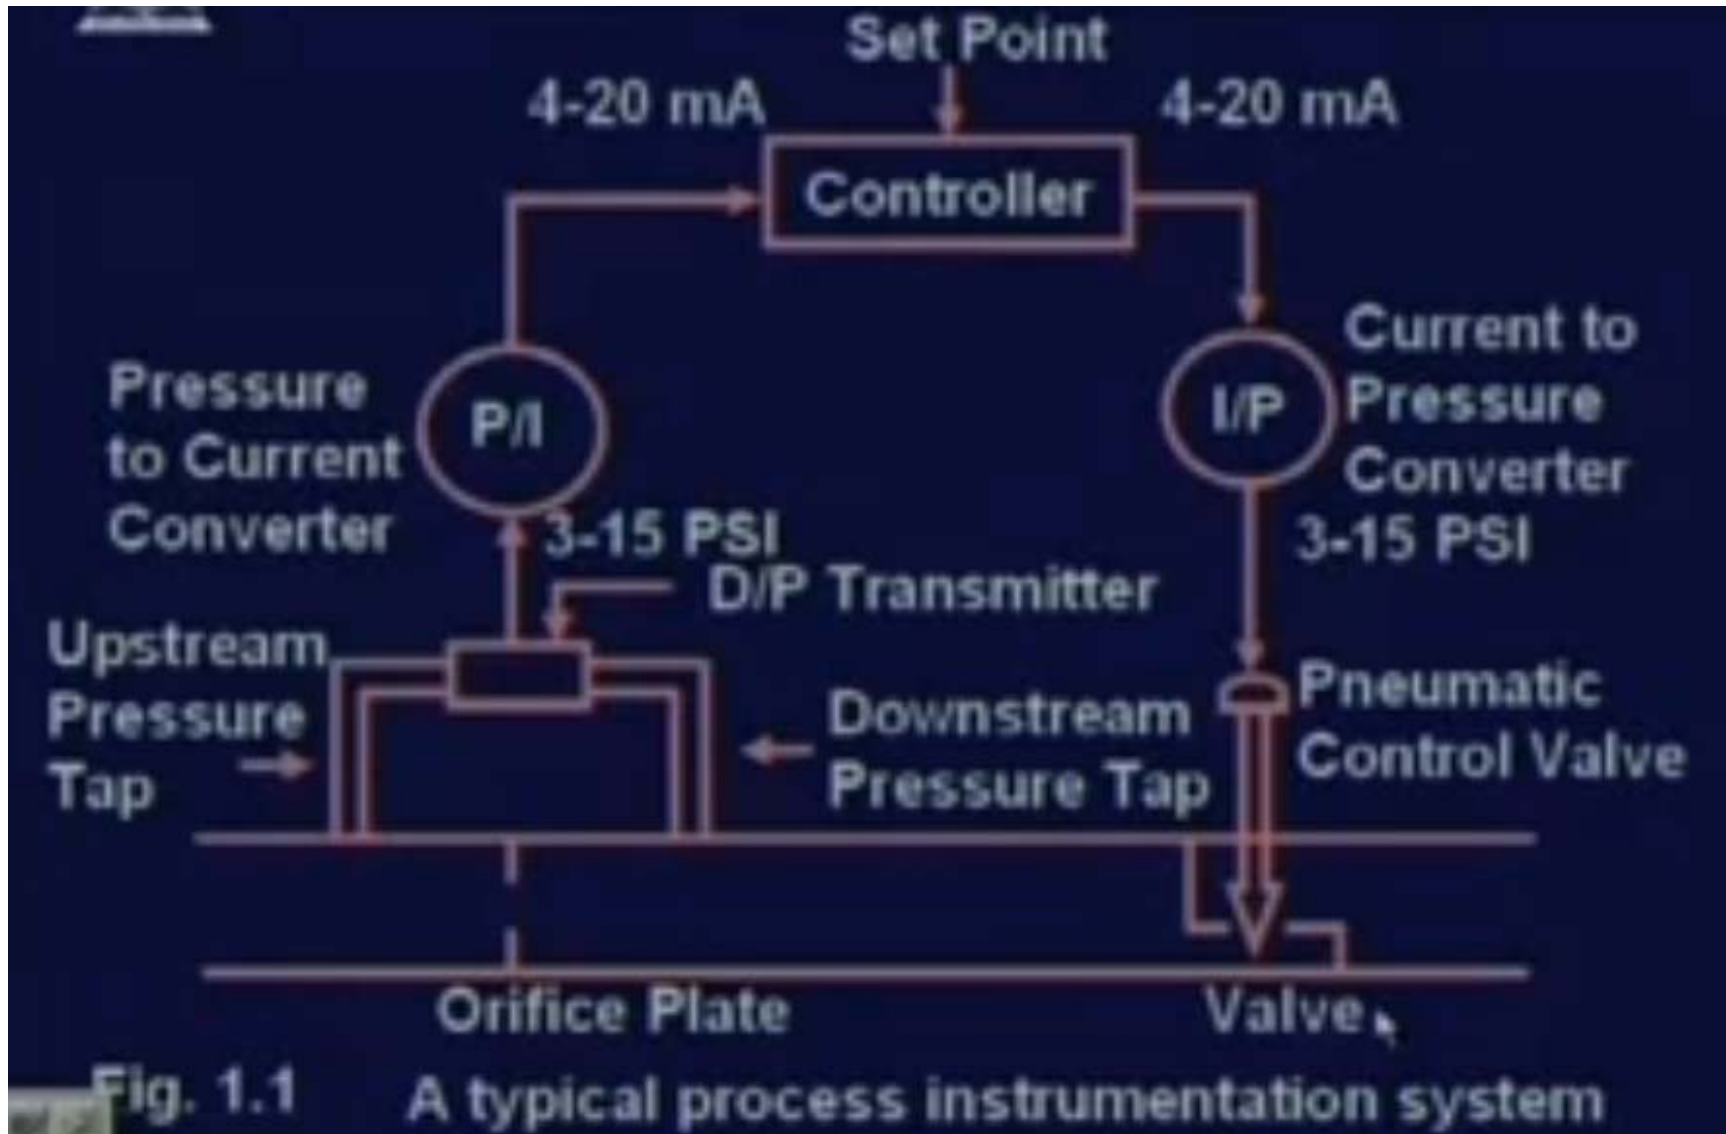 Set Point
4-20 mA
4-20 mA
Controller
Pressure
to Current
Converter
P/I
I/P
Current to
Pressure
Converter
3-15 PSI
3-15 PSI
D/P Transmitter
Upstream
Pressure
Tap
Downstream
Pressure Tap
Pneumatic
Control Valve
Orifice Plate
Valve
Fig. 1.1 A typical process instrumentation system